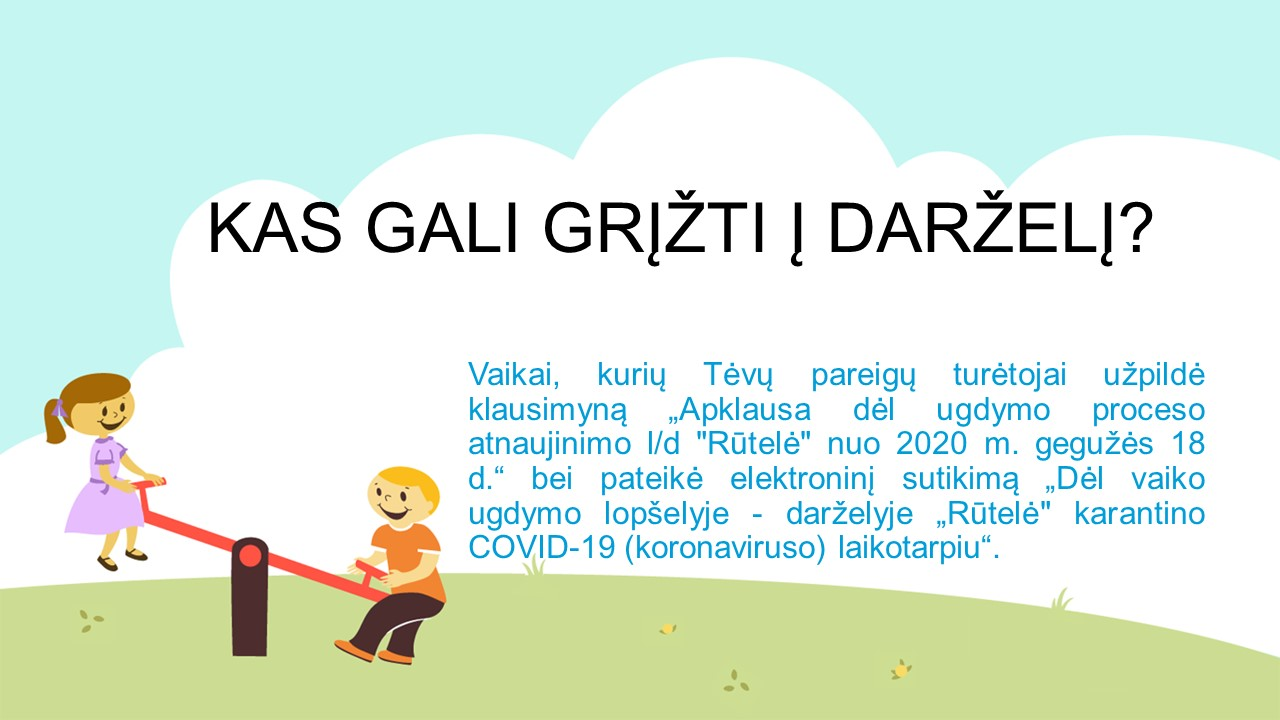 KAS GALI GRĮŽTI Į DARŽELĮ?
Vaikai, kurių Tėvų pareigų turėtojai užpildė
klausimyną „Apklausa dėl ugdymo proceso
atnaujinimo l/d "Rūtelė" nuo 2020 m. gegužės 18
d.“ bei pateikė elektroninį sutikimą „Dėl vaiko
ugdymo lopšelyje - darželyje „Rūtelė" karantino
COVID-19 (koronaviruso) laikotarpiu“.